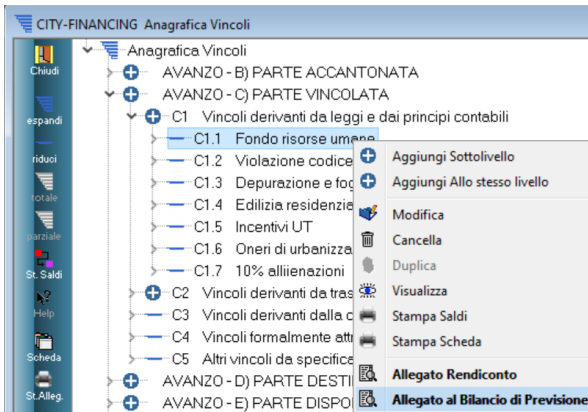 CITY-FINANCING Anagrafica Vincoli
Chiudi
espandi
riduci
totale
parziale
St. Saldi
Help
Scheda
St.Alleg.
Anagrafica Vincoli
AVANZO - B) PARTE ACCANTONATA
AVANZO - C) PARTE VINCOLATA
C1 Vincoli derivanti da leggi e dai principi contabili
C1.1 Fondo risorse umane
C1.2 Violazione codice
C1.3 Depurazione e fog
C1.4 Edilizia residenzia
C1.5 Incentivi UT
C1.6 Oneri di urbanizza
C1.7 10% alliienazioni
C2 Vincoli derivanti da tras
C3 Vincoli derivanti dalla c
C4 Vincoli formalmente attr
C5 Altri vincoli da specifica
AVANZO - D) PARTE DESTI
AVANZO - E) PARTE DISPO
Aggiungi Sottolivello
Aggiungi Allo stesso livello
Modifica
Cancella
Duplica
Visualizza
Stampa Saldi
Stampa Scheda
Allegato Rendiconto
Allegato al Bilancio di Previsione